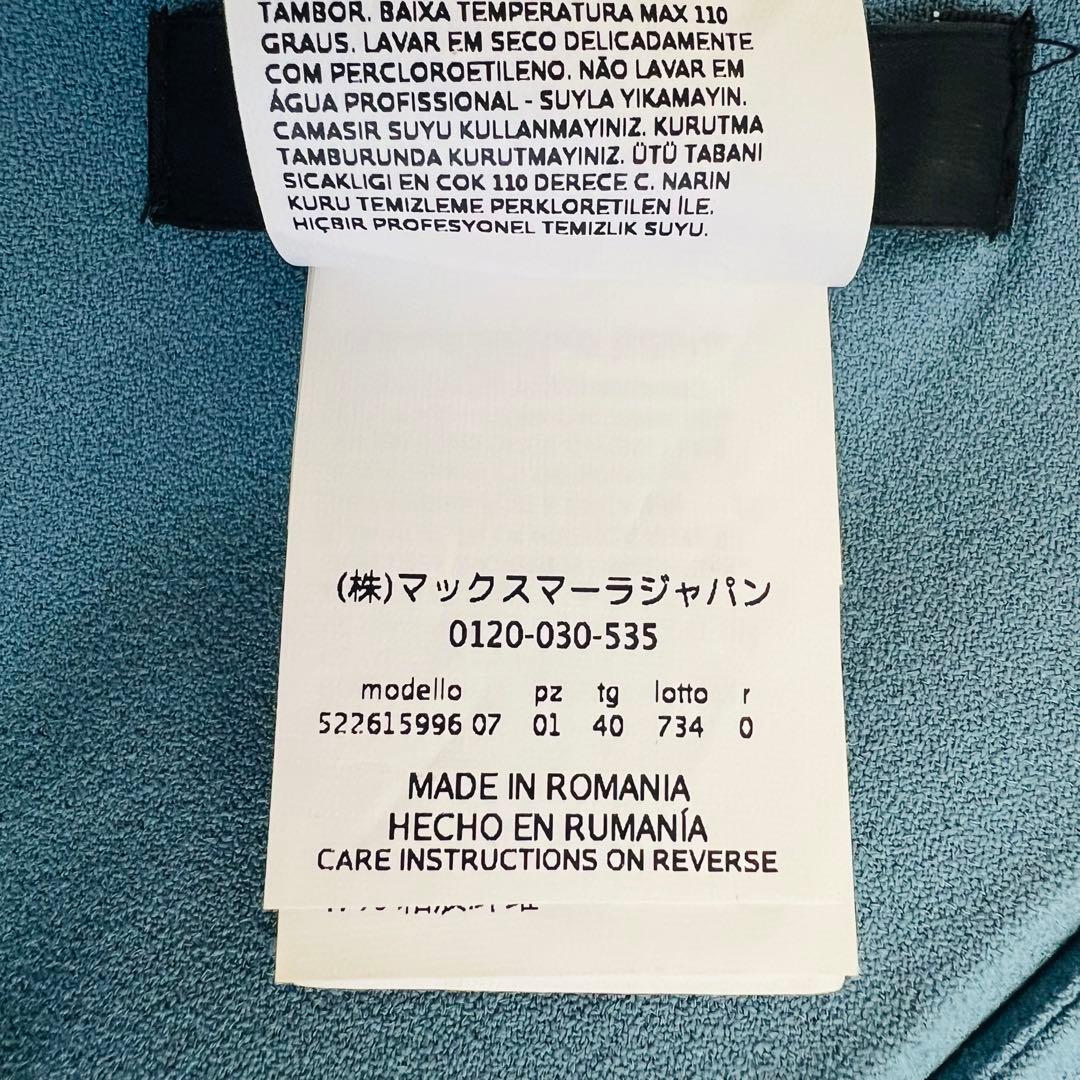 TAMBOR. BAIXA TEMPERATURA MAX 110
GRAUS. LAVAR EM SECO DELICADAMENTE
COM PERCLOROETILENO. NÃO LAVAR EM
ÁGUA PROFISSIONAL - SUYLA YIKAMAYIN.
CAMASIR SUYU KULLANMAYINIZ. KURUTMA
TAMBURUNDA KURUTMAYINIZ. ÜTÜ TABANI
SICAKLIGI EN COK 110 DERECE C. NARIN
KURU TEMIZLEME PERKLORETILEN İLE.
HIÇBIR PROFESYONEL TEMIZLIK SUYU.
(株)マックスマーラジャパン
0120-030-535
modello pz tg lotto r
522615996 07 01 40 734 0
MADE IN ROMANIA
HECHO EN RUMANÍA
CARE INSTRUCTIONS ON REVERSE